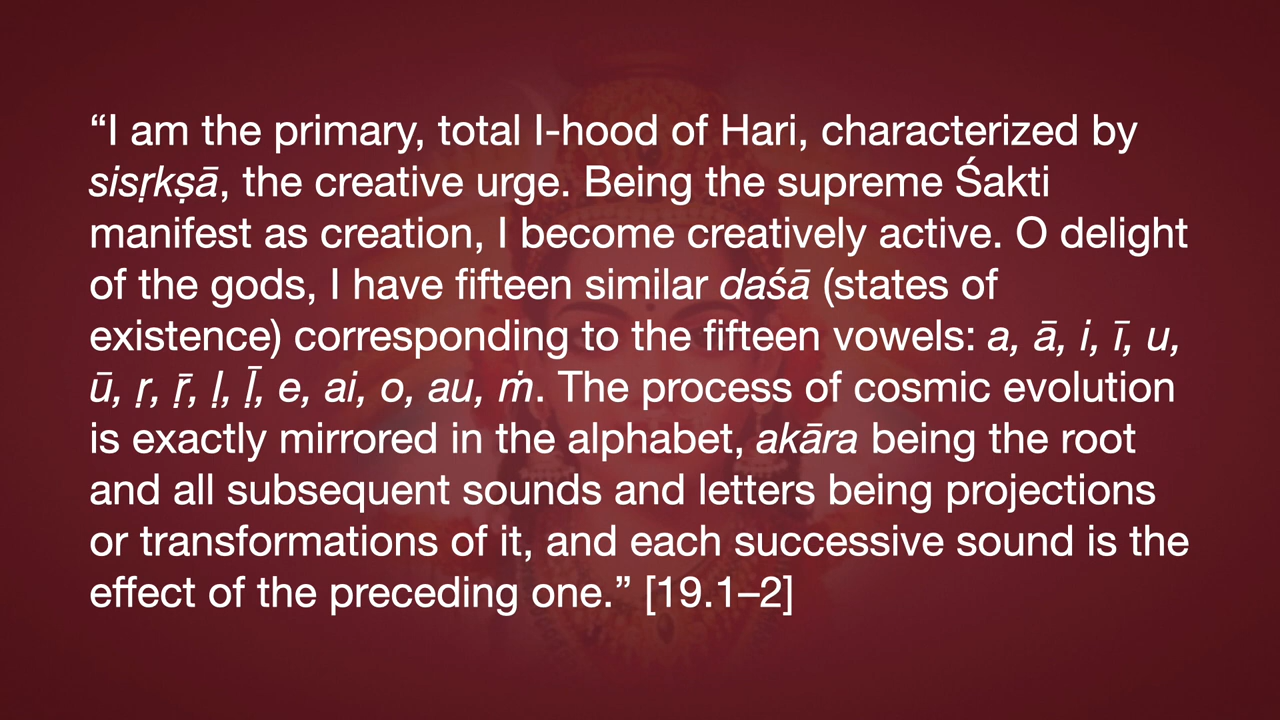 “I am the primary, total I-hood of Hari, characterized by
sisṛkṣā, the creative urge. Being the supreme Śakti
manifest as creation, I become creatively active. O delight
of the gods, I have fifteen similar daśā (states of
existence) corresponding to the fifteen vowels: a, ā, i, ī, u,
ū, ṛ, ṝ, ḷ, ḹ, e, ai, o, au, ṁ. The process of cosmic evolution
is exactly mirrored in the alphabet, akāra being the root
and all subsequent sounds and letters being projections
or transformations of it, and each successive sound is the
effect of the preceding one.” [19.1–2]